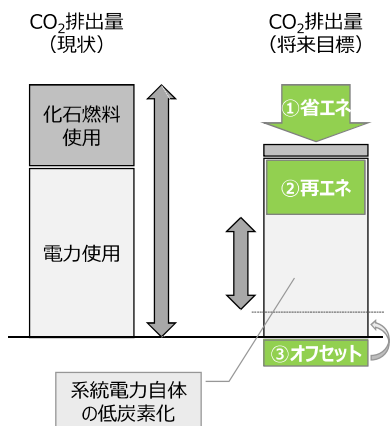 CO₂排出量
（現状）
CO₂排出量
（将来目標）
化石燃料
使用
電力使用
①省エネ
②再エネ
③オフセット
系統電力自体
の低炭素化